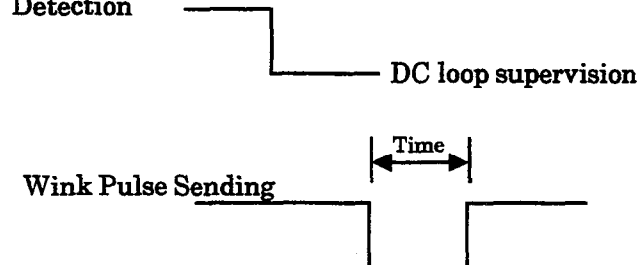 Detection
DC loop supervision
Time
Wink Pulse Sending